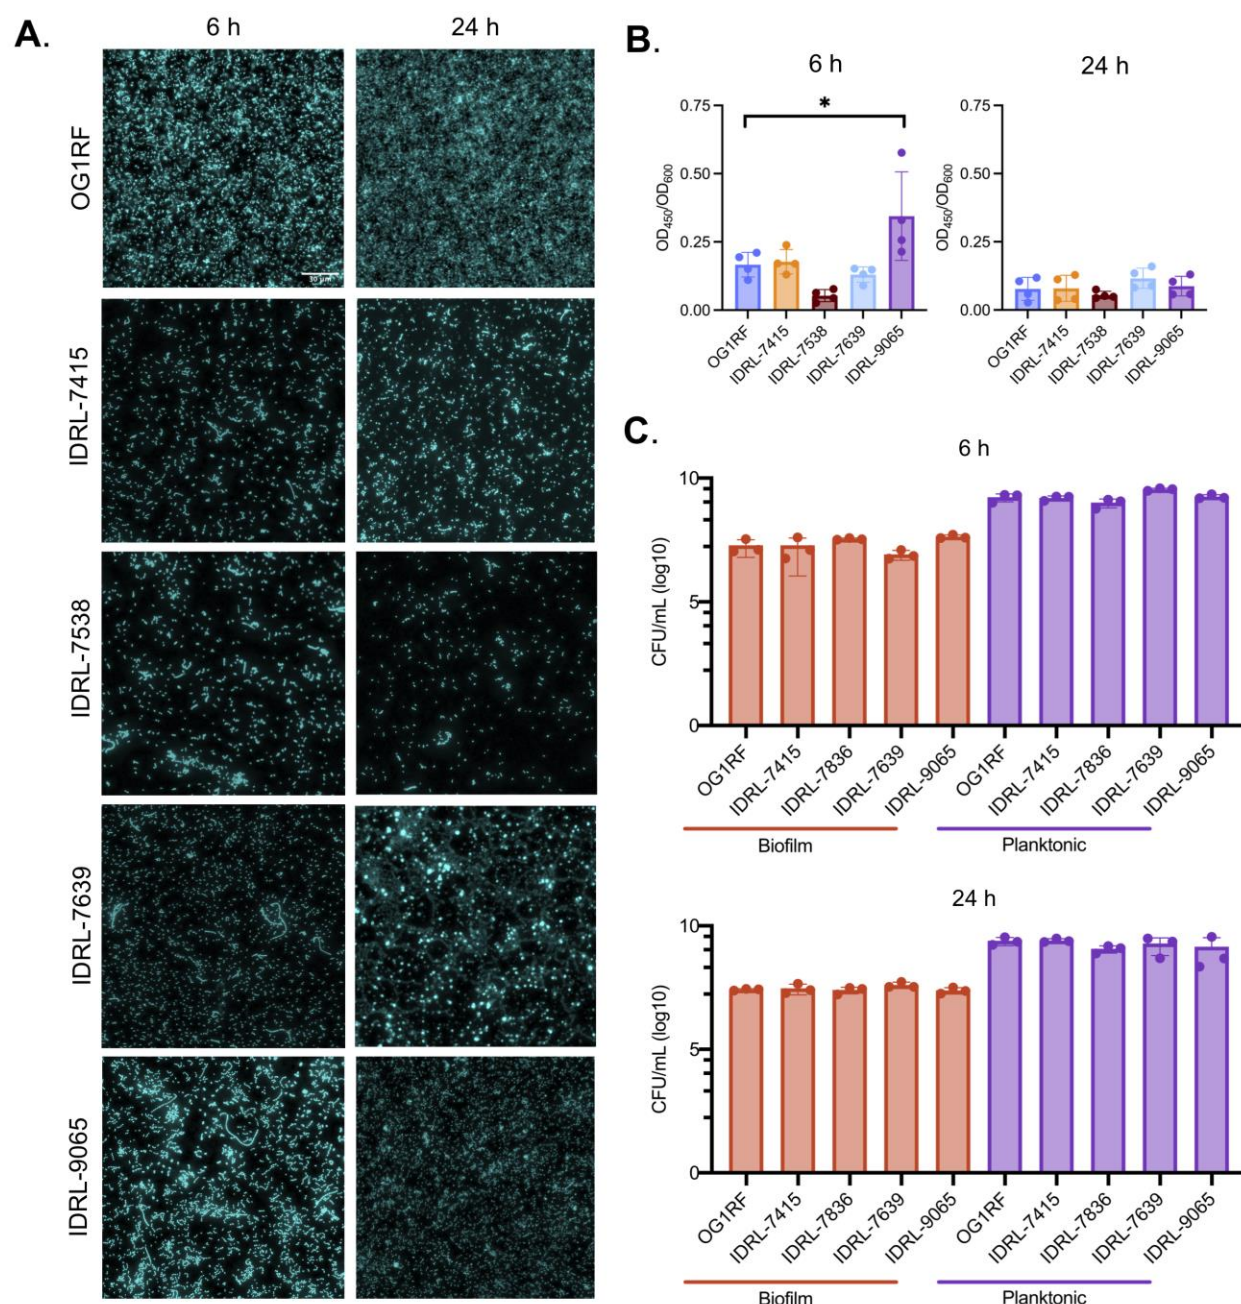 A.
6 h
24 h
OG1RF
30 µm
IDRL-7415
IDRL-7538
IDRL-7639
IDRL-9065
B.
6 h
0.75
0.50
0.25
0.00
OD450/OD600
*
OG1RF
IDRL-7415
IDRL-7538
IDRL-7639
IDRL-9065
24 h
0.75
0.50
0.25
0.00
OD450/OD600
OG1RF
IDRL-7415
IDRL-7538
IDRL-7639
IDRL-9065
C.
6 h
10
5
0
CFU/mL (log10)
OG1RF
IDRL-7415
IDRL-7836
IDRL-7639
IDRL-9065
OG1RF
IDRL-7415
IDRL-7836
IDRL-7639
IDRL-9065
Biofilm
Planktonic
24 h
10
5
0
CFU/mL (log10)
OG1RF
IDRL-7415
IDRL-7836
IDRL-7639
IDRL-9065
OG1RF
IDRL-7415
IDRL-7836
IDRL-7639
IDRL-9065
Biofilm
Planktonic